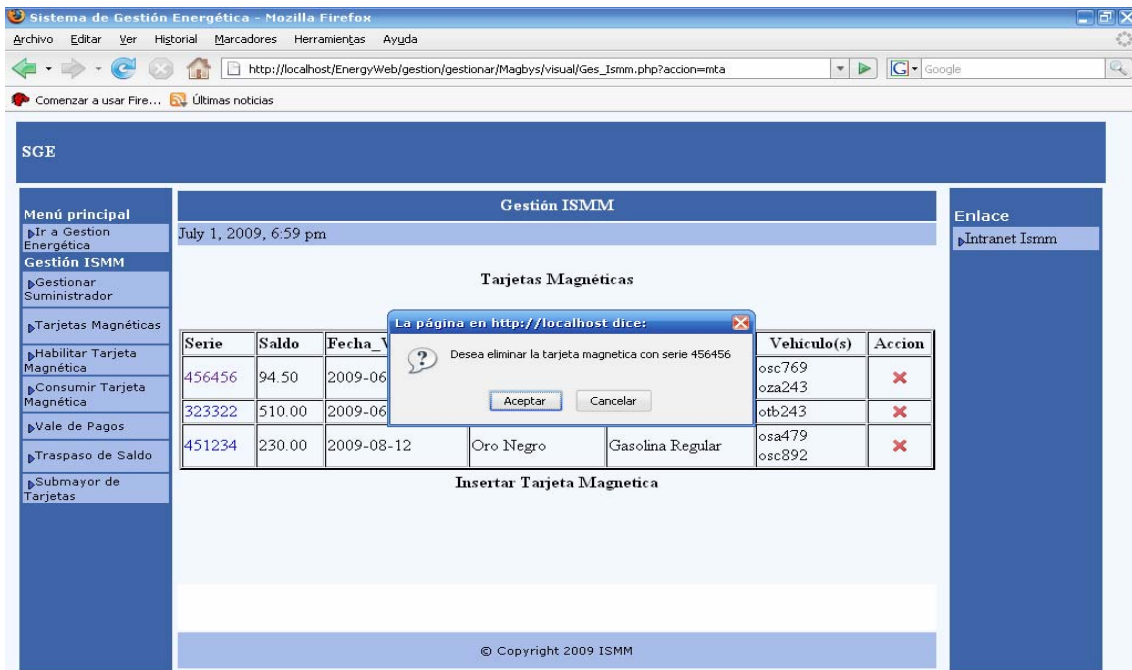 Sistema de Gestión Energética - Mozilla Firefox
Archivo Editar Ver Historial Marcadores Herramientas Ayuda
http://localhost/EnergyWeb/gestion/gestionar/Magbys/visual/Ges_Ismm.php?accion=mta
G Google
Comenzar a usar Fire... Últimas noticias
SGE
Menú principal
Ir a Gestion
Energética
Gestión ISMM
Gestionar
Suministrador
Tarjetas Magnéticas
Habilitar Tarjeta
Magnética
Consumir Tarjeta
Magnética
Vale de Pagos
Traspaso de Saldo
Submayor de
Tarjetas
Gestión ISMM
July 1, 2009, 6:59 pm
Tarjetas Magnéticas
Serie Saldo Fecha_V Vehiculo(s) Accion
456456 94.50 2009-06 osc769
oza243
323322 510.00 2009-06 otb243
451234 230.00 2009-08-12 Oro Negro Gasolina Regular osa479
osc892
Insertar Tarjeta Magnetica
La página en http://localhost dice:
Desea eliminar la tarjeta magnetica con serie 456456
Aceptar Cancelar
Enlace
Intranet Ismm
© Copyright 2009 ISMM